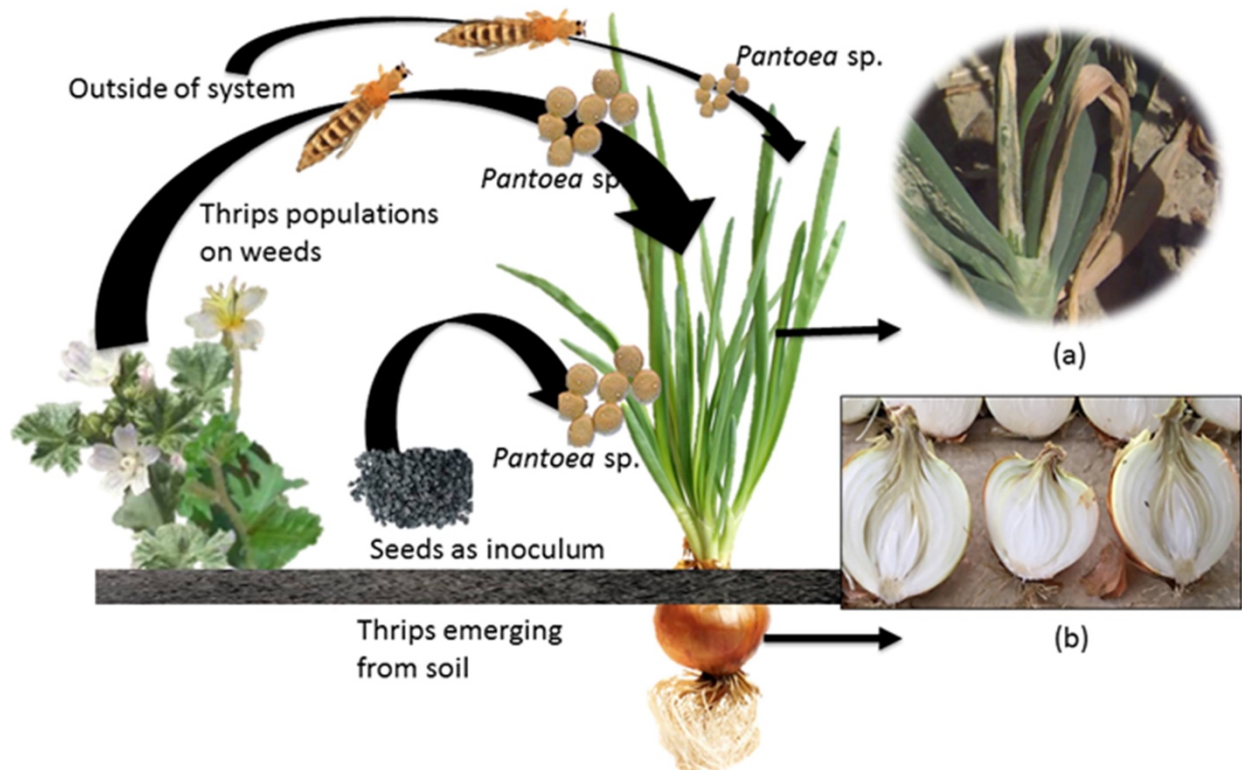 Outside of system
Pantoea sp.
Pantoea sp.
Thrips populations
on weeds
(a)
Pantoea sp.
Seeds as inoculum
Thrips emerging
from soil
(b)